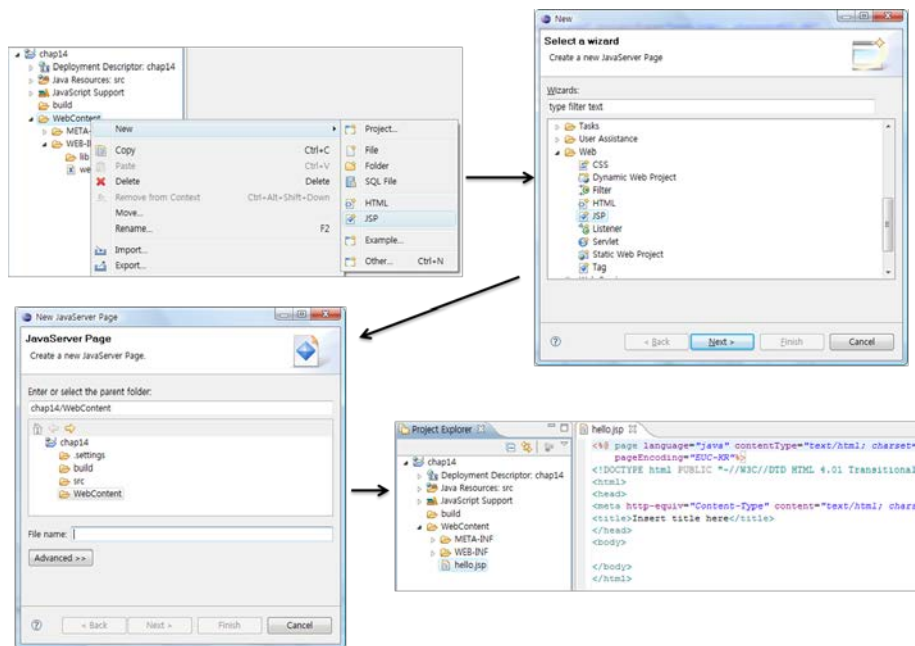 chap14
Deployment Descriptor: chap14
Java Resources: src
JavaScript Support
build
WebContent
META-
WEB-I
lib
we
New
Copy Ctrl+C
Paste Ctrl+V
Delete Delete
Remove from Context Ctrl+Alt+Shift+Down
Move...
Rename... F2
Import...
Export...
Project...
File
Folder
SQL File
HTML
JSP
Example...
Other... Ctrl+N
New
Select a wizard
Create a new JavaServer Page
Wizards:
type filter text
Tasks
User Assistance
Web
CSS
Dynamic Web Project
Filter
HTML
JSP
Listener
Servlet
Static Web Project
Tag
< Back Next > Finish Cancel
New JavaServer Page
JavaServer Page
Create a new JavaServer Page.
Enter or select the parent folder:
chap14/WebContent
chap14
.settings
build
src
WebContent
File name:
Advanced >>
< Back Next > Finish Cancel
Project Explorer
chap14
Deployment Descriptor: chap14
Java Resources: src
JavaScript Support
build
WebContent
META-INF
WEB-INF
hello.jsp
hello.jsp
<%@ page language="java" contentType="text/html; charset=
pageEncoding="EUC-KR"%>
<!DOCTYPE html PUBLIC "-//W3C//DTD HTML 4.01 Transitional
<html>
<head>
<meta http-equiv="Content-Type" content="text/html; chars
<title>Insert title here</title>
</head>
<body>
</body>
</html>